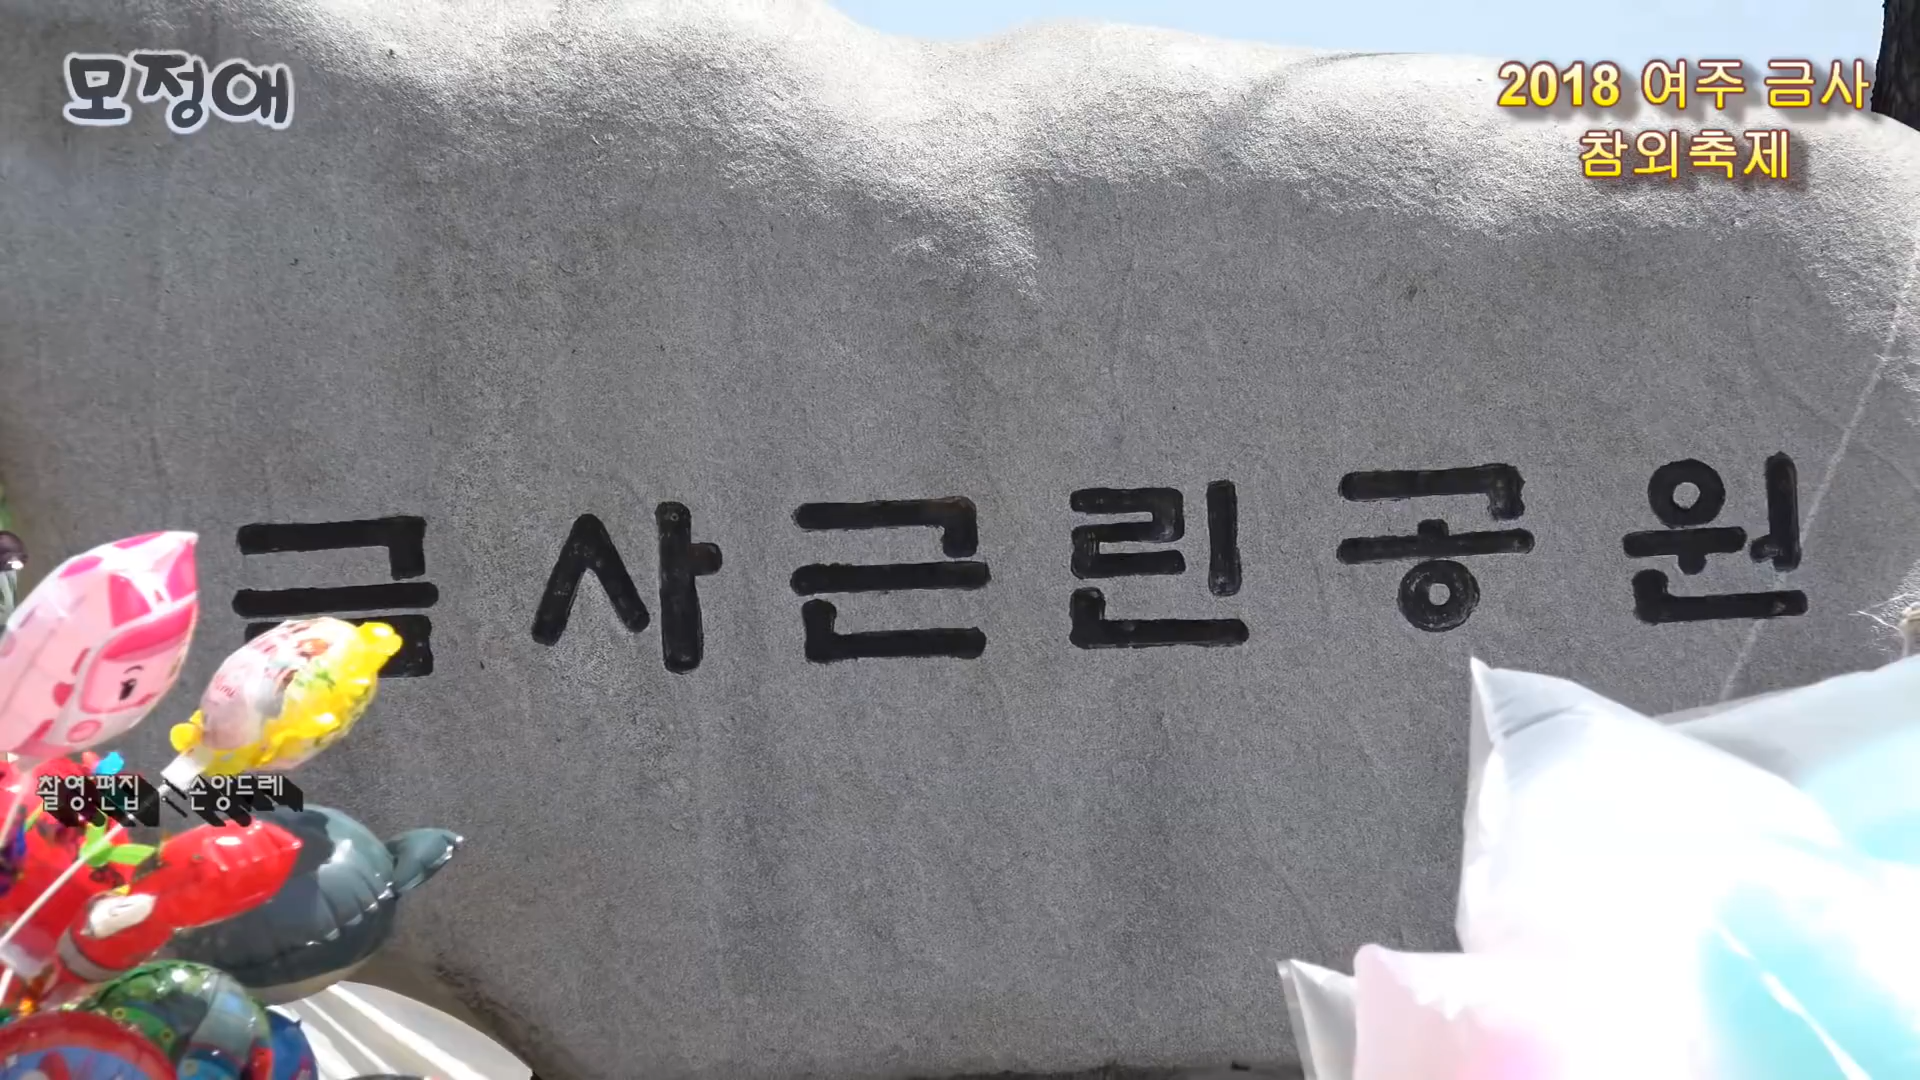 모정애
2018 여주 금사
참외축제
금사근린공원
촬영.편집 : 손앙드레